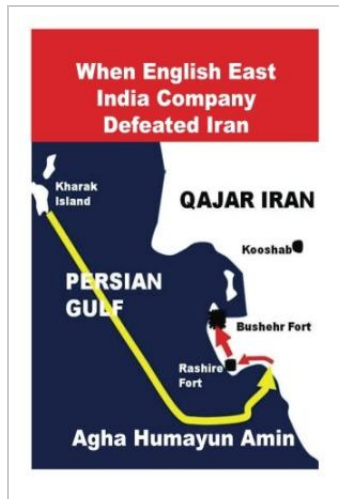 When English East
India Company
Defeated Iran
Kharak
Island
QAJAR IRAN
Kooshab
PERSIAN
GULF
Bushehr Fort
Rashire
Fort
Agha Humayun Amin